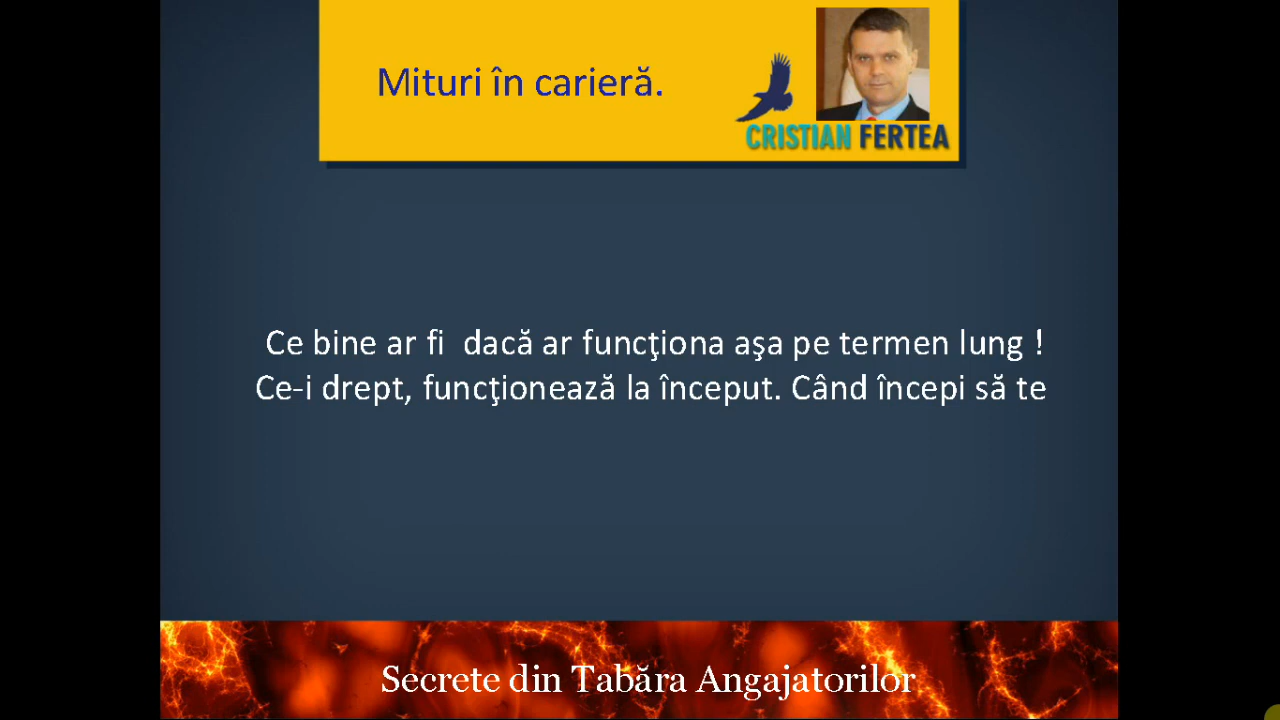 Mituri în carieră.
CRISTIAN FERTEA
Ce bine ar fi dacă ar funcţiona aşa pe termen lung !
Ce-i drept, funcţionează la început. Când începi să te
Secrete din Tabăra Angajatorilor